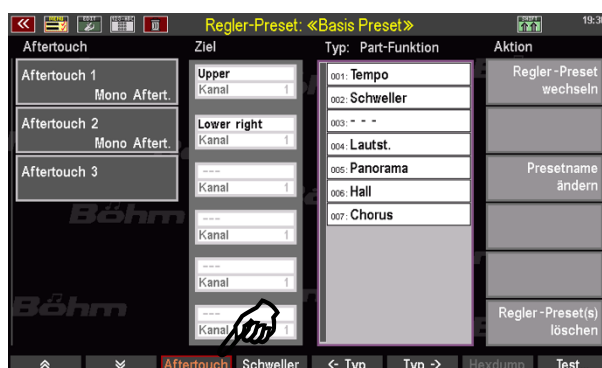 MENU EDIT SHIFT
Regler-Preset: «Basis Preset»
Aftertouch Ziel Typ: Part-Funktion Aktion
Aftertouch 1
Mono Aftert.
Aftertouch 2
Mono Aftert.
Aftertouch 3
Upper
Kanal 1
Lower right
Kanal 1
---
Kanal 1
---
Kanal 1
---
Kanal 1
---
Kanal 1
001: Tempo
002: Schweller
003: - - -
004: Lautst.
005: Panorama
006: Hall
007: Chorus
Regler-Preset
wechseln
Presetname
ändern
Regler-Preset(s)
löschen
Böhm
Böhm
Aftertouch Schweller <- Typ Typ -> Hexdump Test